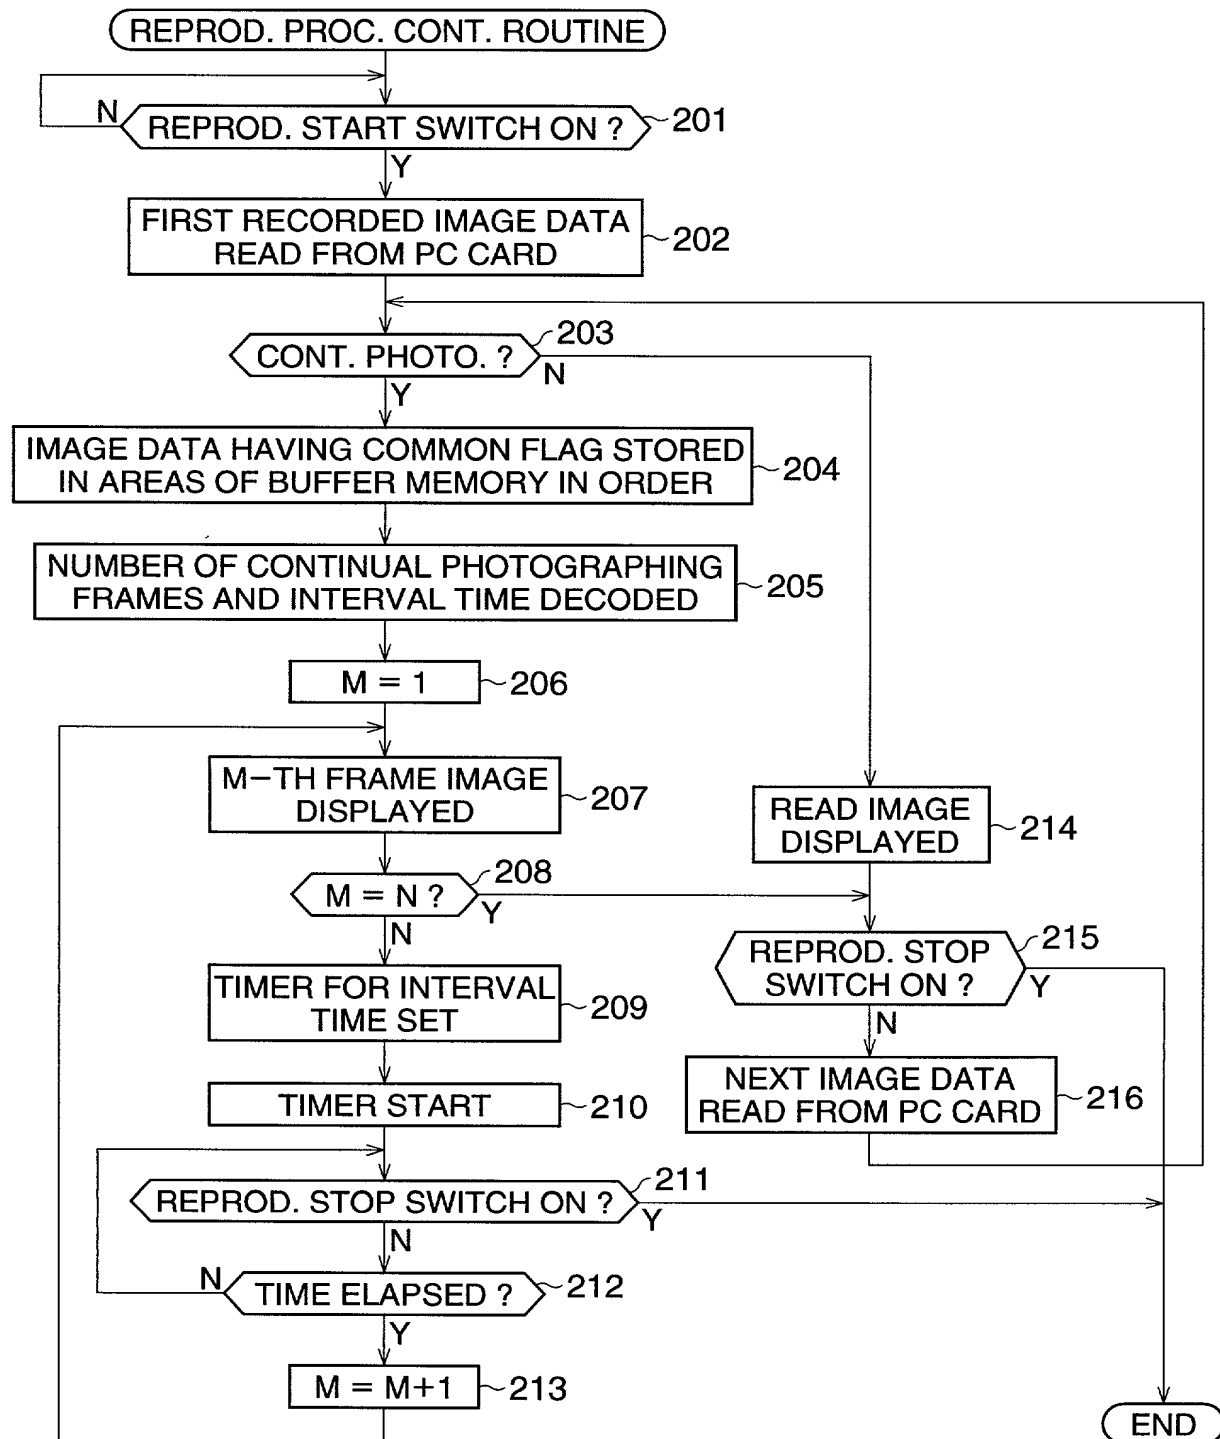 REPROD. PROC. CONT. ROUTINE
N
REPROD. START SWITCH ON ?
201
Y
FIRST RECORDED IMAGE DATA
READ FROM PC CARD
202
CONT. PHOTO. ?
203
N
Y
IMAGE DATA HAVING COMMON FLAG STORED
IN AREAS OF BUFFER MEMORY IN ORDER
204
NUMBER OF CONTINUAL PHOTOGRAPHING
FRAMES AND INTERVAL TIME DECODED
205
M = 1
206
M-TH FRAME IMAGE
DISPLAYED
207
M = N ?
208
Y
N
TIMER FOR INTERVAL
TIME SET
209
TIMER START
210
REPROD. STOP SWITCH ON ?
211
Y
N
N
TIME ELAPSED ?
212
Y
M = M+1
213
READ IMAGE
DISPLAYED
214
REPROD. STOP
SWITCH ON ?
215
Y
N
NEXT IMAGE DATA
READ FROM PC CARD
216
END